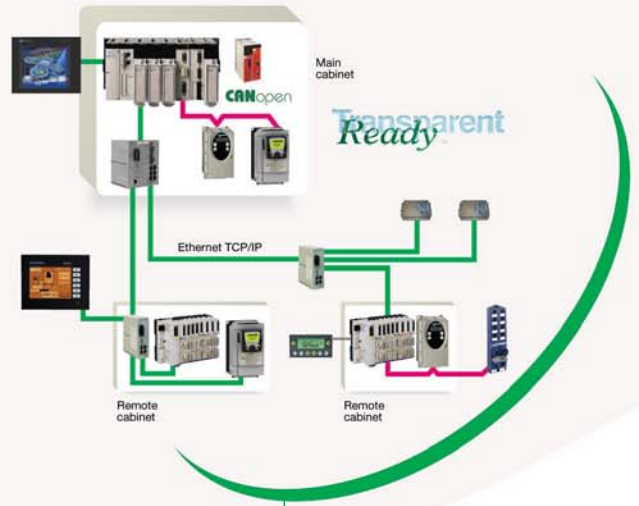 Main
cabinet
CANopen
Transparent
Ready
Ethernet TCP/IP
Remote
cabinet
Remote
cabinet